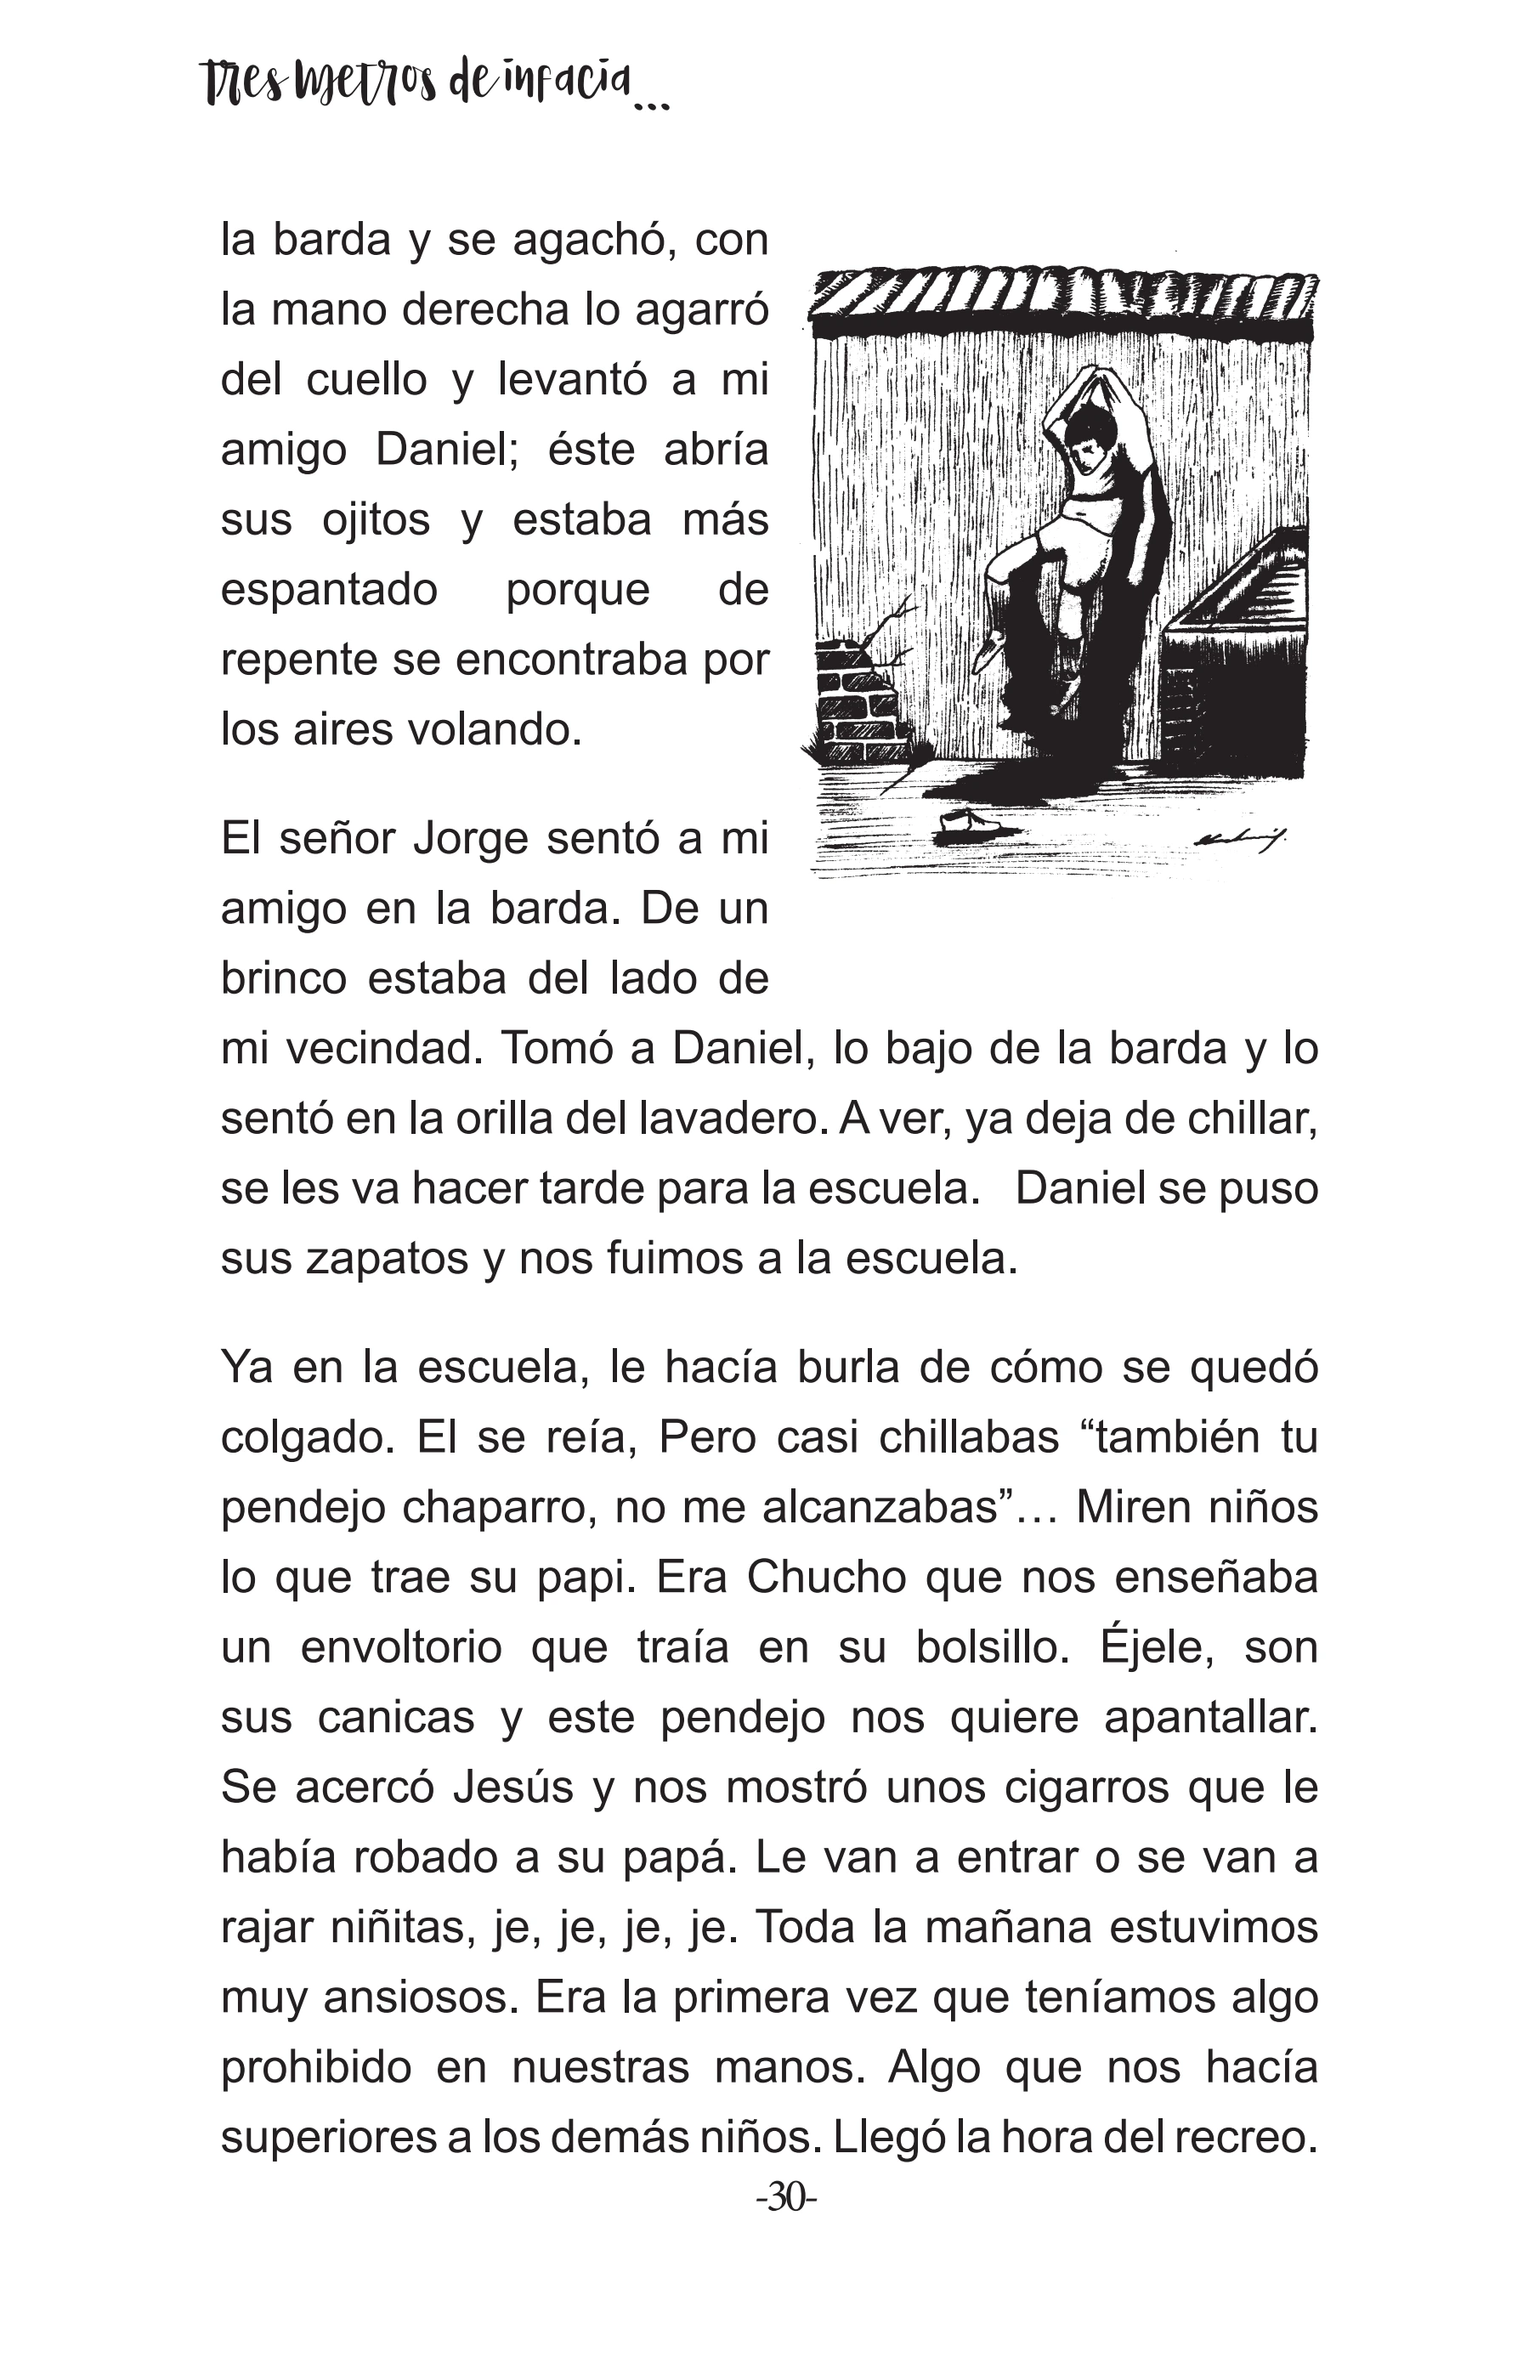 Tres Metros de infacia...
la barda y se agachó, con
la mano derecha lo agarró
del cuello y levantó a mi
amigo Daniel; éste abría
sus ojitos y estaba más
espantado porque de
repente se encontraba por
los aires volando.
El señor Jorge sentó a mi
amigo en la barda. De un
brinco estaba del lado de
mi vecindad. Tomó a Daniel, lo bajo de la barda y lo
sentó en la orilla del lavadero. A ver, ya deja de chillar,
se les va hacer tarde para la escuela.   Daniel se puso
sus zapatos y nos fuimos a la escuela.
Ya en la escuela, le hacía burla de cómo se quedó
colgado. El se reía, Pero casi chillabas “también tu
pendejo chaparro, no me alcanzabas”… Miren niños
lo que trae su papi. Era Chucho que nos enseñaba
un envoltorio que traía en su bolsillo. Éjele, son
sus canicas y este pendejo nos quiere apantallar.
Se acercó Jesús y nos mostró unos cigarros que le
había robado a su papá. Le van a entrar o se van a
rajar niñitas, je, je, je, je. Toda la mañana estuvimos
muy ansiosos. Era la primera vez que teníamos algo
prohibido en nuestras manos. Algo que nos hacía
superiores a los demás niños. Llegó la hora del recreo.
-30-